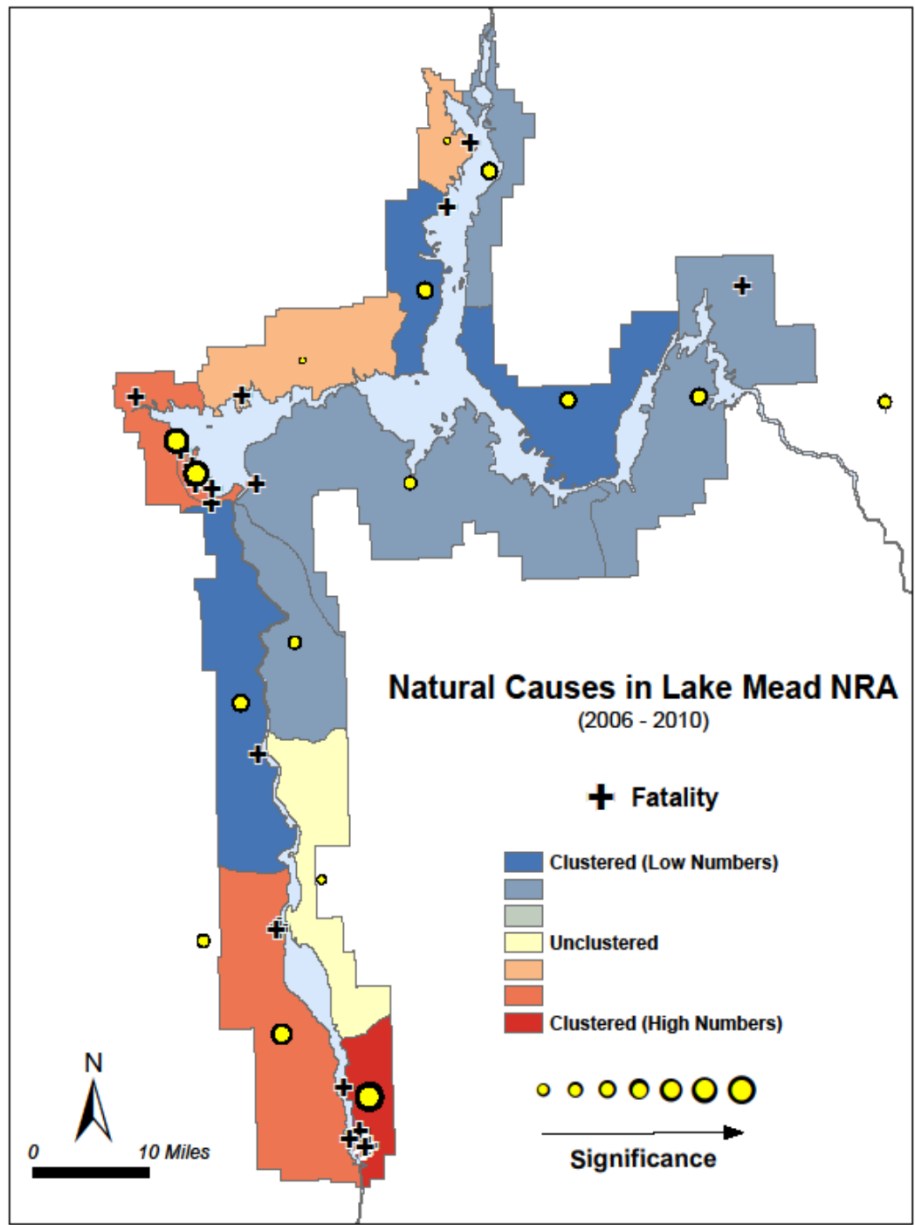 Natural Causes in Lake Mead NRA
(2006 - 2010)
Fatality
Clustered (Low Numbers)
Unclustered
Clustered (High Numbers)
N
0 10 Miles
Significance